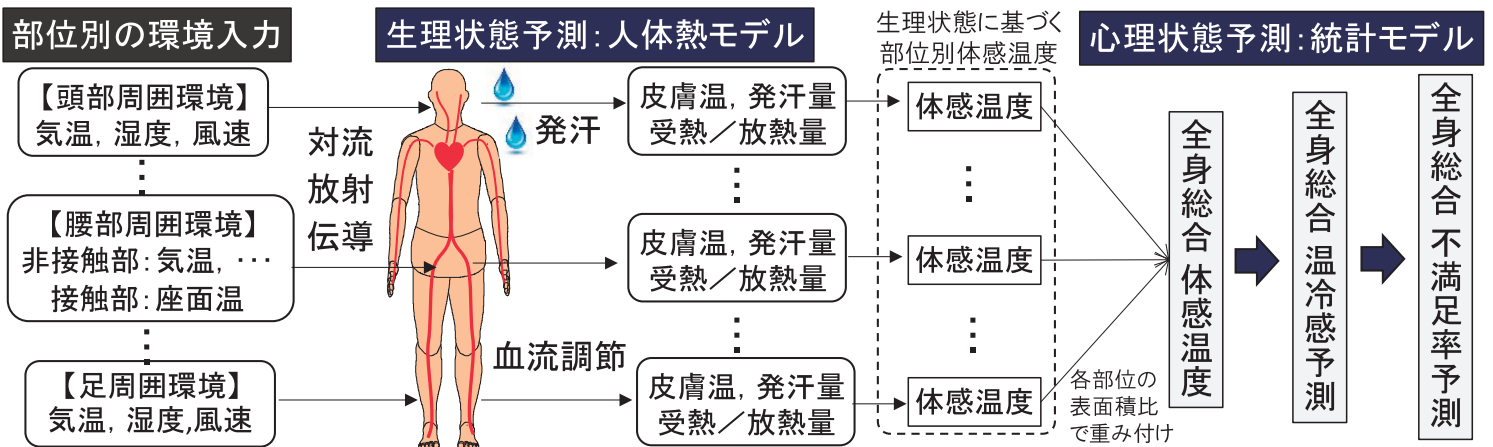 部位別の環境入力
【頭部周囲環境】
気温, 湿度, 風速
⋮
【腰部周囲環境】
非接触部:気温, …
接触部:座面温
⋮
【足周囲環境】
気温, 湿度,風速
生理状態予測:人体熱モデル
対流
放射
伝導
発汗
血流調節
皮膚温, 発汗量
受熱/放熱量
⋮
皮膚温, 発汗量
受熱/放熱量
⋮
皮膚温, 発汗量
受熱/放熱量
生理状態に基づく
部位別体感温度
体感温度
⋮
体感温度
⋮
体感温度
各部位の
表面積比
で重み付け
心理状態予測:統計モデル
全身総合 体感温度
全身総合 温冷感予測
全身総合 不満足率予測